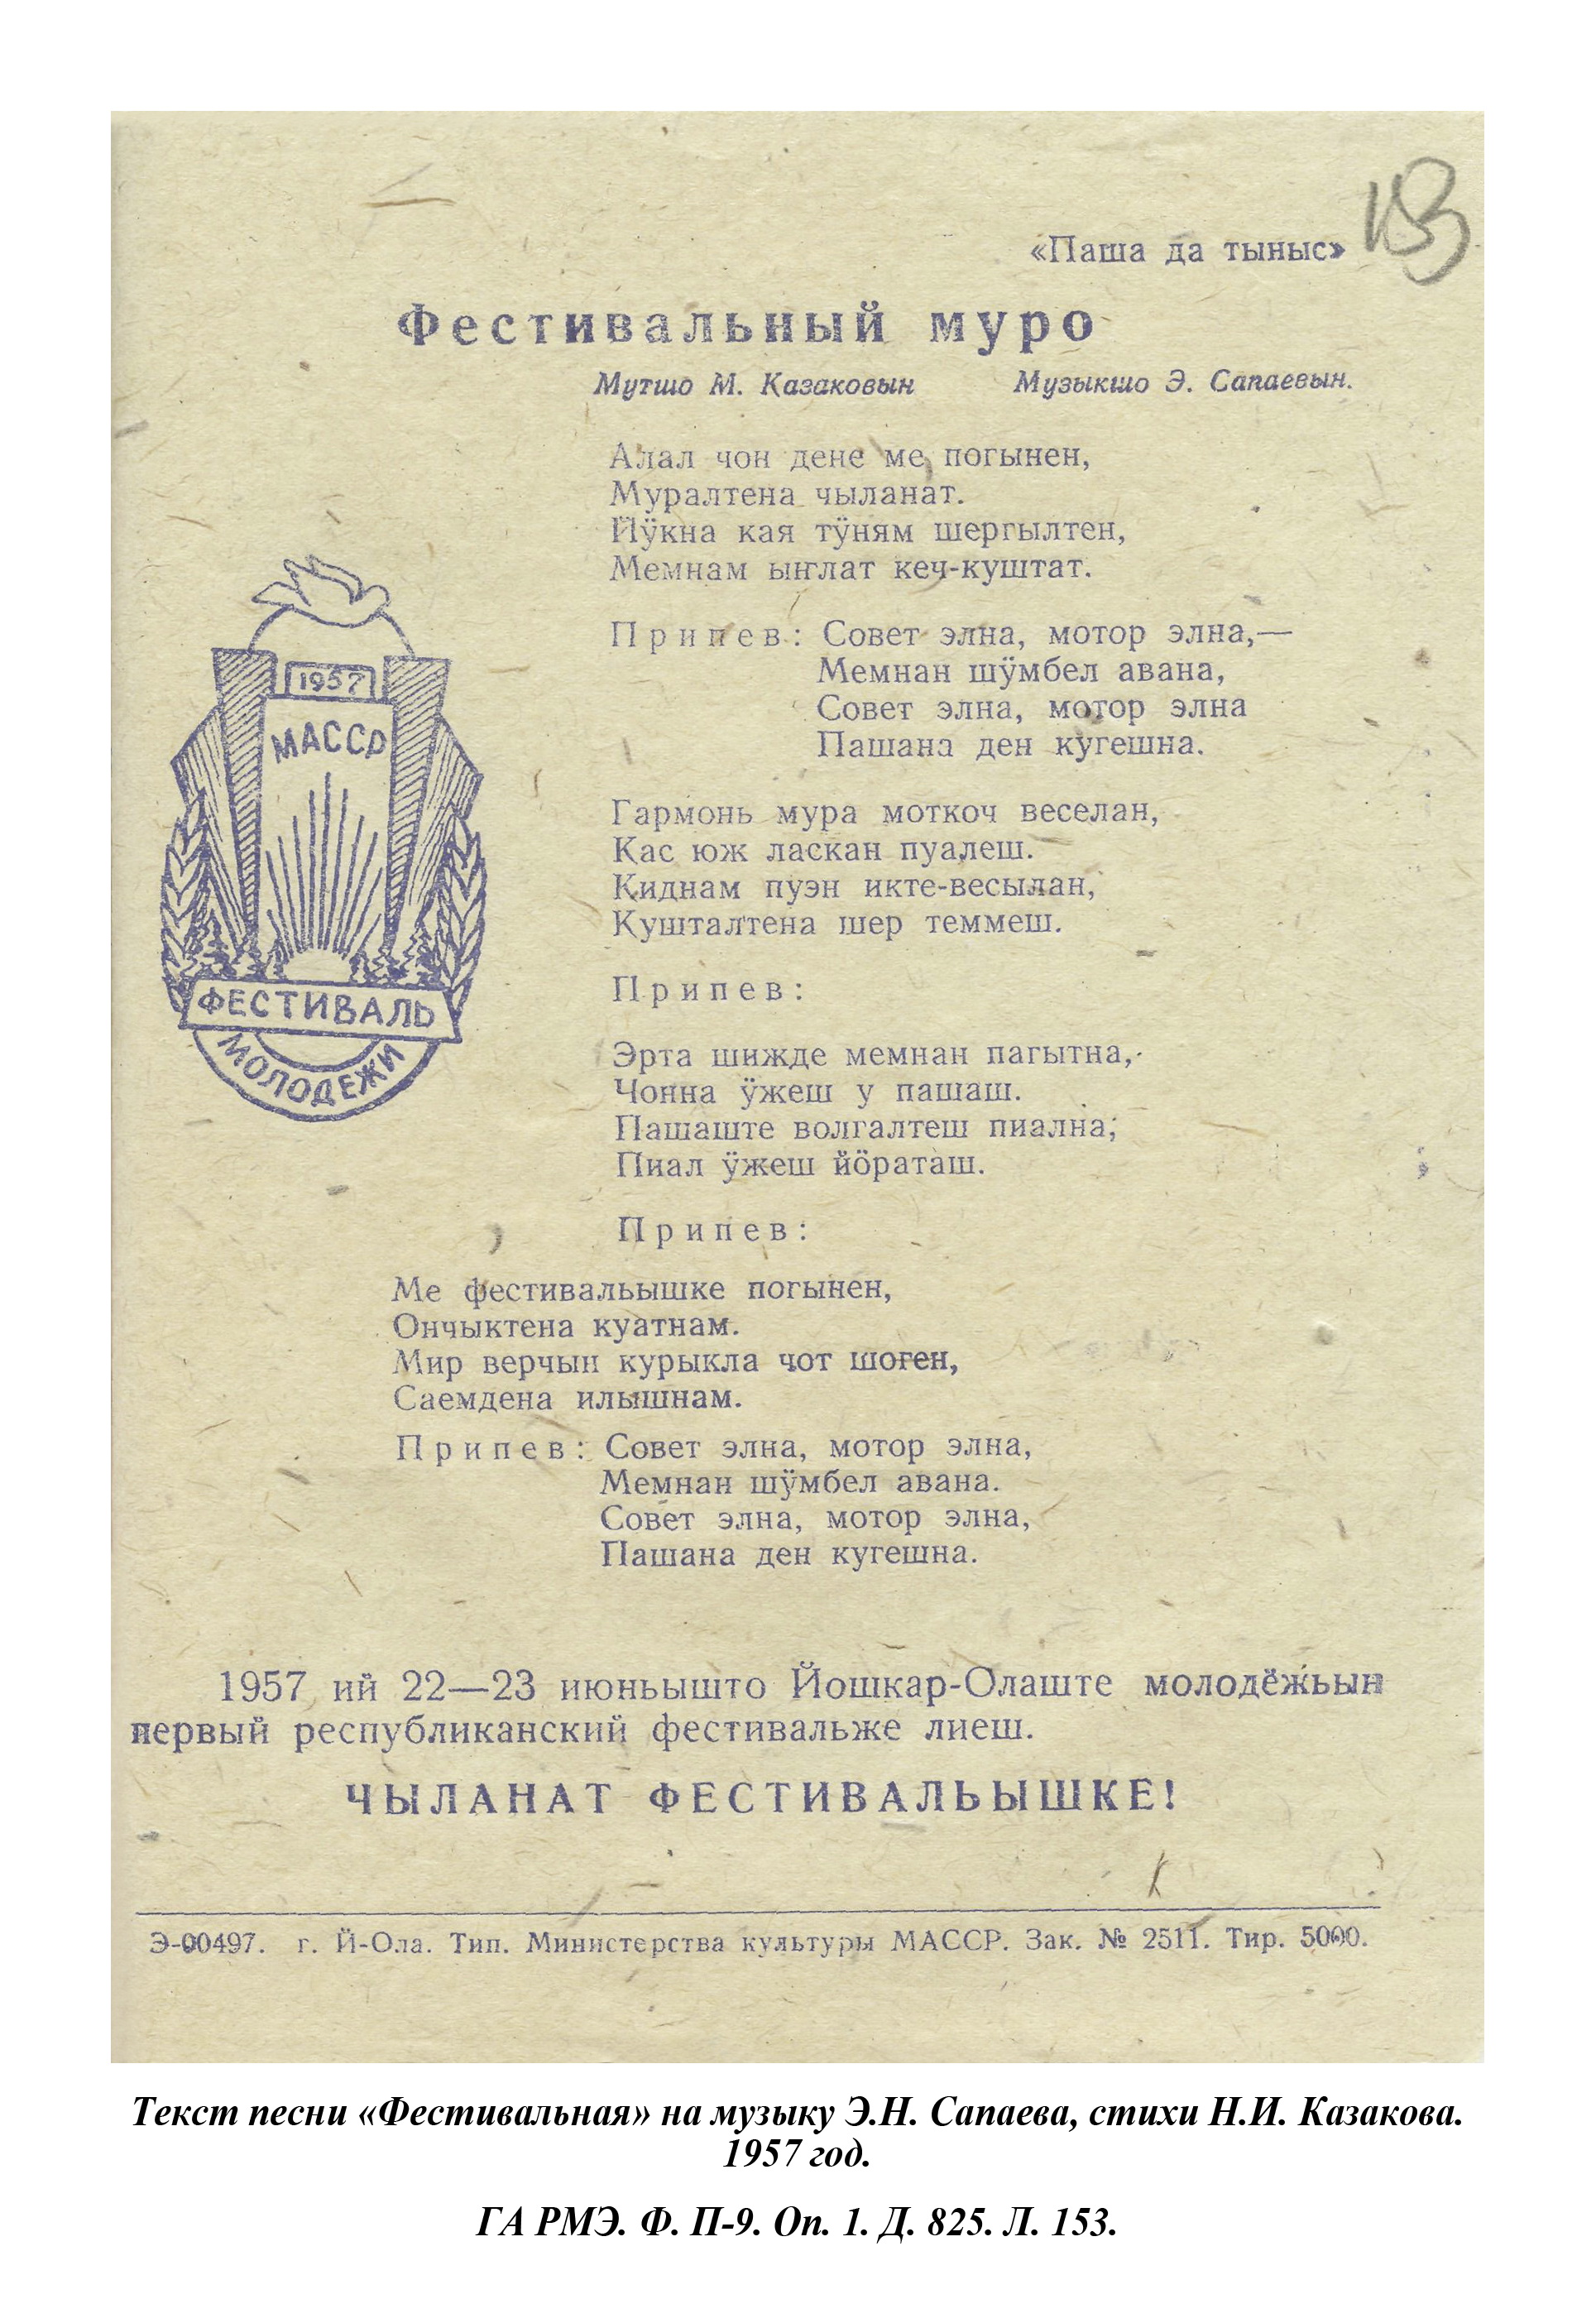 153
«Паша да тыныс»
Фестивальный муро
Мутшо М. Казаковын Музыкшо Э. Сапаевын.
Алал чон дене ме погынен,
Муралтена чыланат.
Йӱкна кая тӱням шергылтен,
Мемнам ыҥлат кеч-куштат.
Припев: Совет элна, мотор элна,—
Мемнан шӱмбел авана,
Совет элна, мотор элна
Пашана ден кугешна.
Гармонь мура моткоч веселан,
Кас юж ласкан пуалеш.
Киднам пуэн икте-весылан,
Кушталтена шер теммеш.
Припев:
Эрта шижде мемнан пагытна,
Чонна ӱжеш у пашаш.
Пашаште волгалтеш пиална,
Пиал ӱжеш йӧраташ.
Припев:
Ме фестивальышке погынен,
Ончыктена куатнам.
Мир верчын курыкла чот шоген,
Саемдена илышнам.
Припев: Совет элна, мотор элна,
Мемнан шӱмбел авана.
Совет элна, мотор элна,
Пашана ден кугешна.
1957
МАССР
ФЕСТИВАЛЬ
МОЛОДЕЖИ
1957 ий 22—23 июньышто Йошкар-Олаште молодёжьын
первый республиканский фестивальже лиеш.
ЧЫЛАНАТ ФЕСТИВАЛЬЫШКЕ!
Э-00497. г. Й-Ола. Тип. Министерства культуры МАССР. Зак. № 2511. Тир. 5000.
Текст песни «Фестивальная» на музыку Э.Н. Сапаева, стихи Н.И. Казакова.
1957 год.
ГА РМЭ. Ф. П-9. Оп. 1. Д. 825. Л. 153.